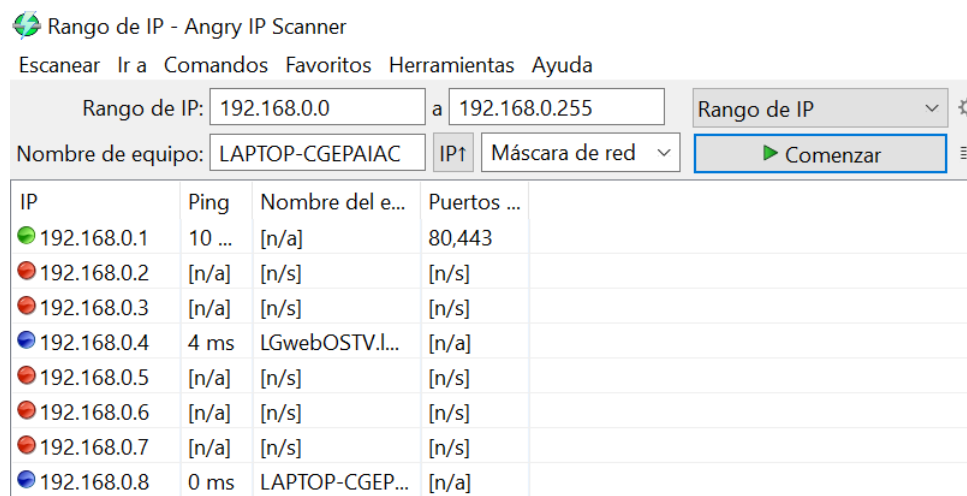 Rango de IP - Angry IP Scanner
Escanear Ir a Comandos Favoritos Herramientas Ayuda
Rango de IP: 192.168.0.0 a 192.168.0.255 Rango de IP
Nombre de equipo: LAPTOP-CGEPAIAC IP↑ Máscara de red Comenzar
IP Ping Nombre del e... Puertos ...
192.168.0.1 10 ... [n/a] 80,443
192.168.0.2 [n/a] [n/s] [n/s]
192.168.0.3 [n/a] [n/s] [n/s]
192.168.0.4 4 ms LGwebOSTV.l... [n/a]
192.168.0.5 [n/a] [n/s] [n/s]
192.168.0.6 [n/a] [n/s] [n/s]
192.168.0.7 [n/a] [n/s] [n/s]
192.168.0.8 0 ms LAPTOP-CGEP... [n/a]